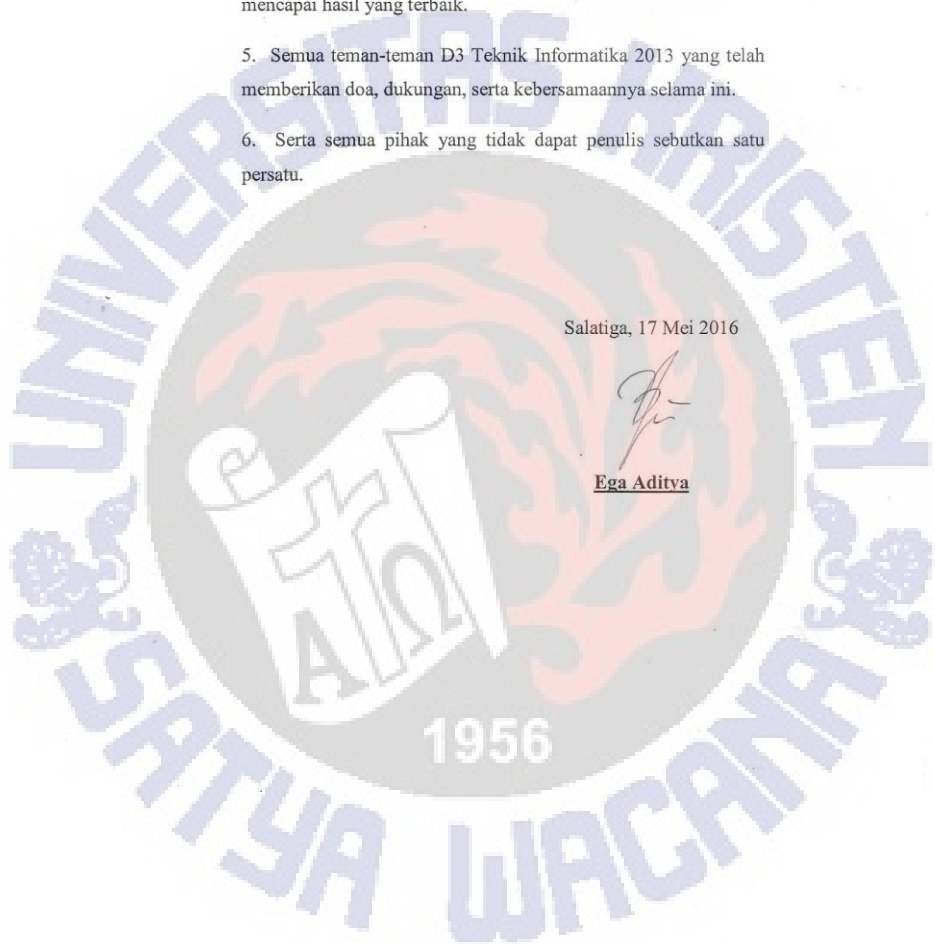 mencapai hasil yang terbaik.
5. Semua teman-teman D3 Teknik Informatika 2013 yang telah
memberikan doa, dukungan, serta kebersamaannya selama ini.
6. Serta semua pihak yang tidak dapat penulis sebutkan satu
persatu.
Salatiga, 17 Mei 2016
Ega Aditya
UNIVERSITAS KRISTEN
SATYA WACANA
1956
Α Ω